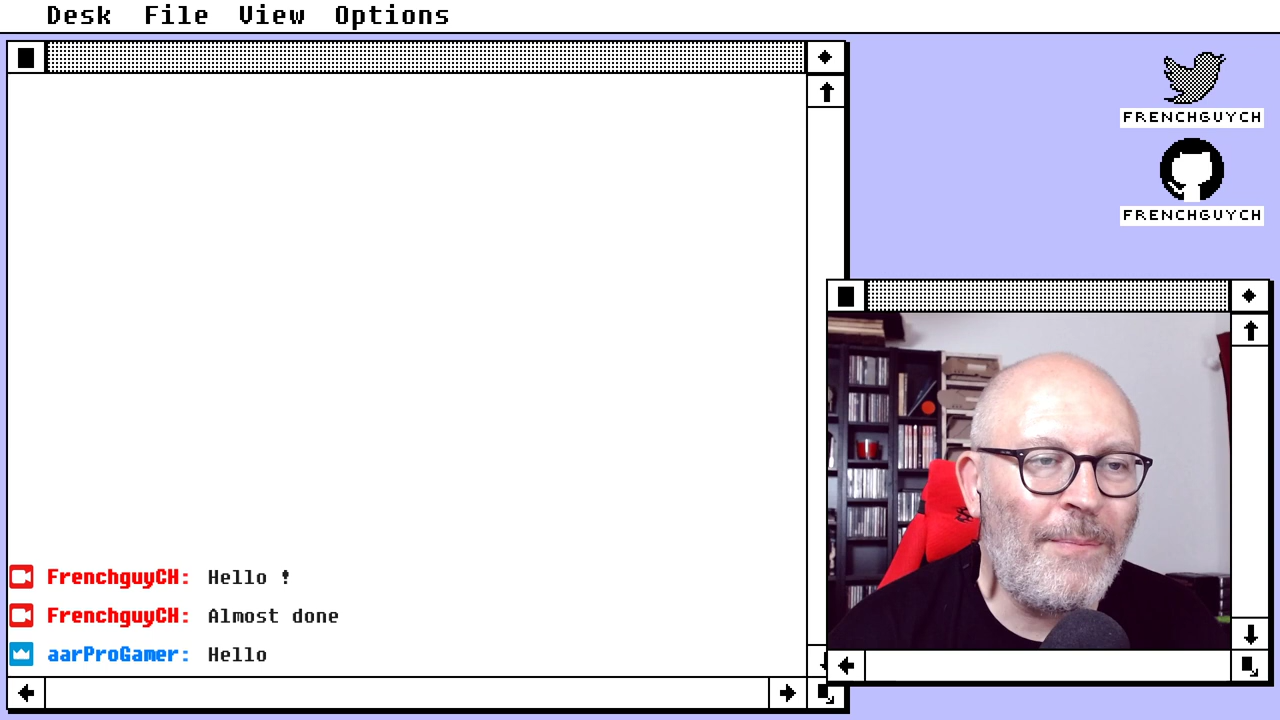 Desk File View Options
FRENCHGUYCH
FRENCHGUYCH
FrenchguyCH: Hello !
FrenchguyCH: Almost done
aarProGamer: Hello